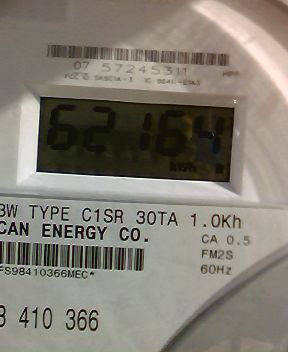 07 57245311
62164
kWh
3W TYPE C1SR 30TA 1.0Kh
CAN ENERGY CO.
CA 0.5
FM2S
60Hz
FS98410366MEC*
8 410 366